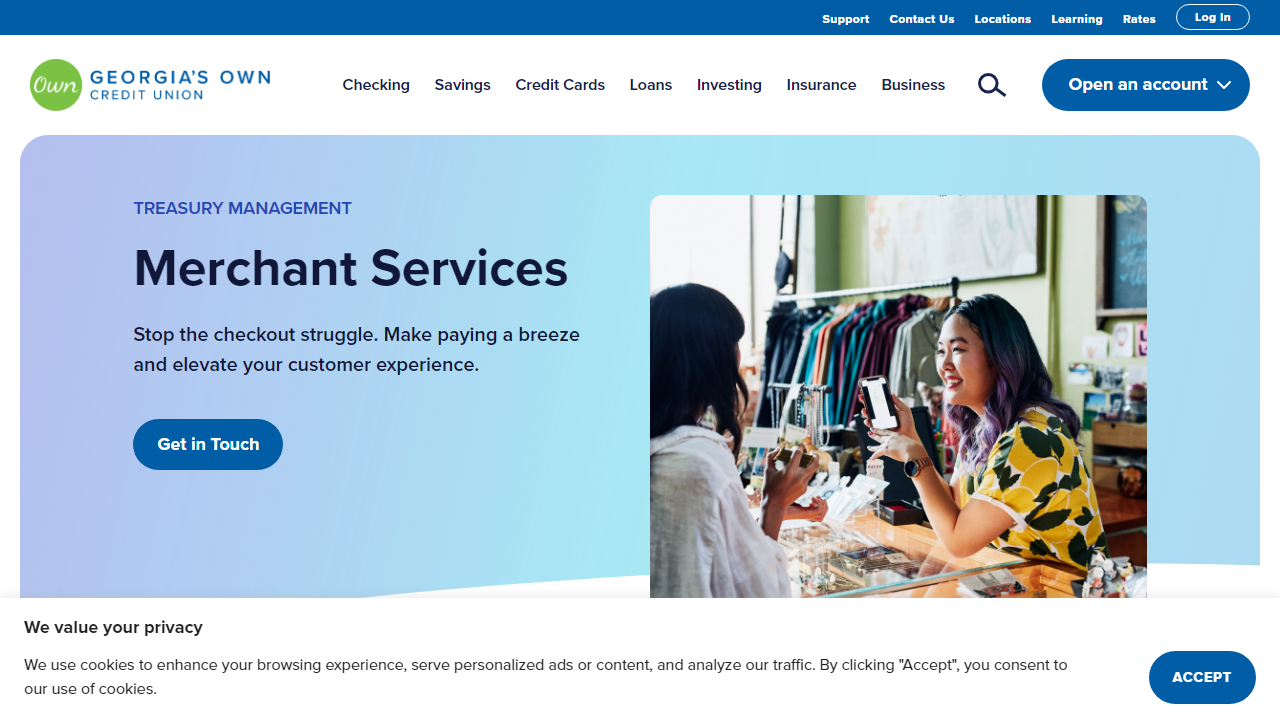 Support Contact Us Locations Learning Rates Log In
Own GEORGIA'S OWN
CREDIT UNION
Checking Savings Credit Cards Loans Investing Insurance Business Open an account
TREASURY MANAGEMENT
Merchant Services
Stop the checkout struggle. Make paying a breeze
and elevate your customer experience.
Get in Touch
We value your privacy
We use cookies to enhance your browsing experience, serve personalized ads or content, and analyze our traffic. By clicking "Accept", you consent to
our use of cookies.
ACCEPT